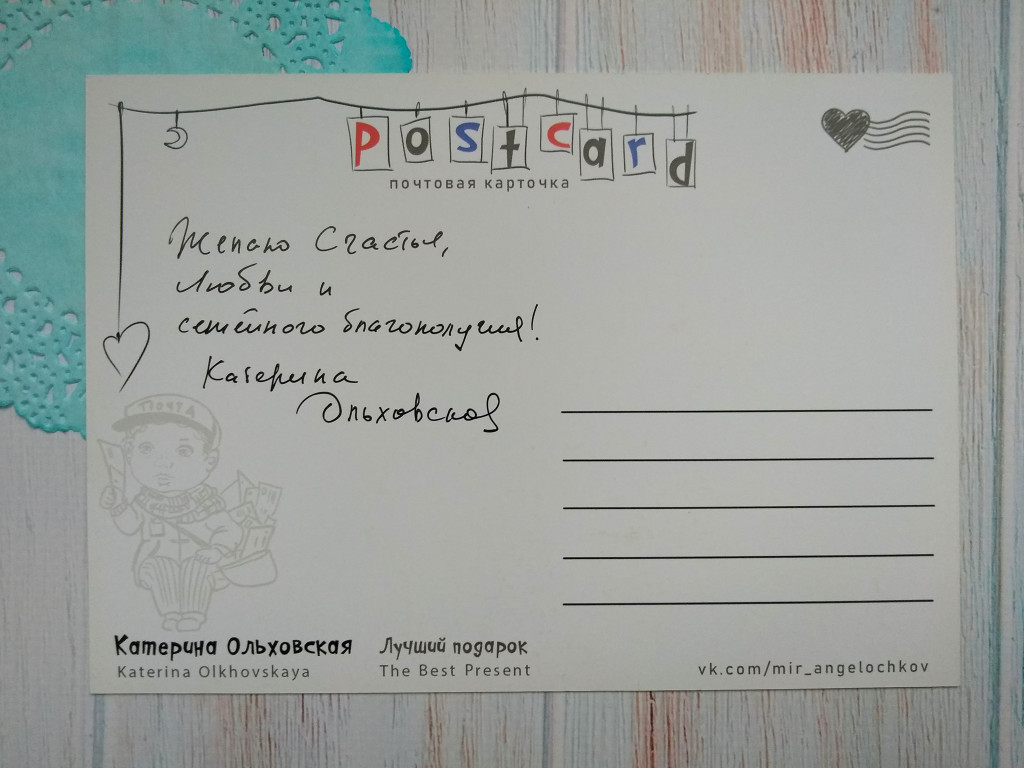 Postcard
почтовая карточка
Желаю Счастья,
Любви и
семейного благополучия!
Катерина
Ольховская
ПОЧТА
Катерина Ольховская Лучший подарок
Katerina Olkhovskaya The Best Present
vk.com/mir_angelochkov